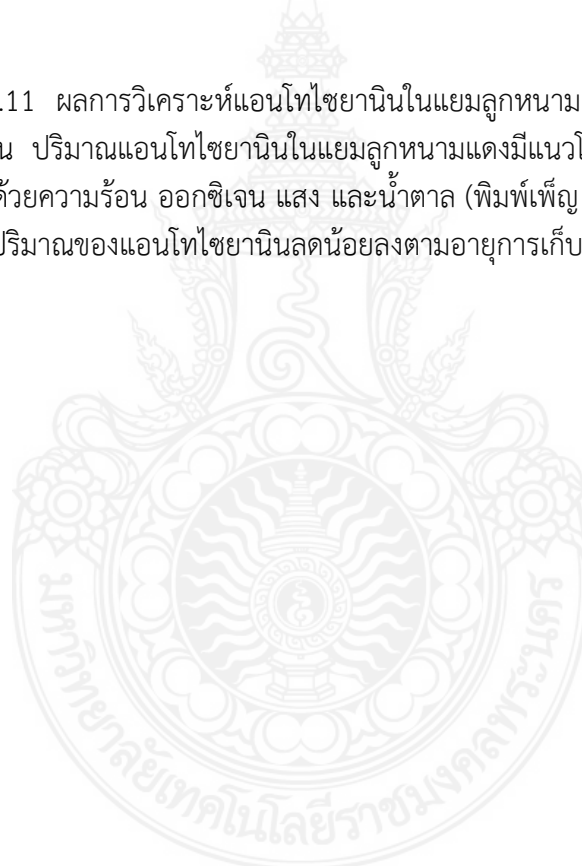 .11 ผลการวิเคราะห์แอนโทไซยานินในแยมลูกหนาม
น ปริมาณแอนโทไซยานินในแยมลูกหนามแดงมีแนวโ
ด้วยความร้อน ออกซิเจน แสง และน้ำตาล (พิมพ์เพ็ญ
ปริมาณของแอนโทไซยานินลดน้อยลงตามอายุการเก็บ
มหาวิทยาลัยเทคโนโลยีราชมงคลพระนคร